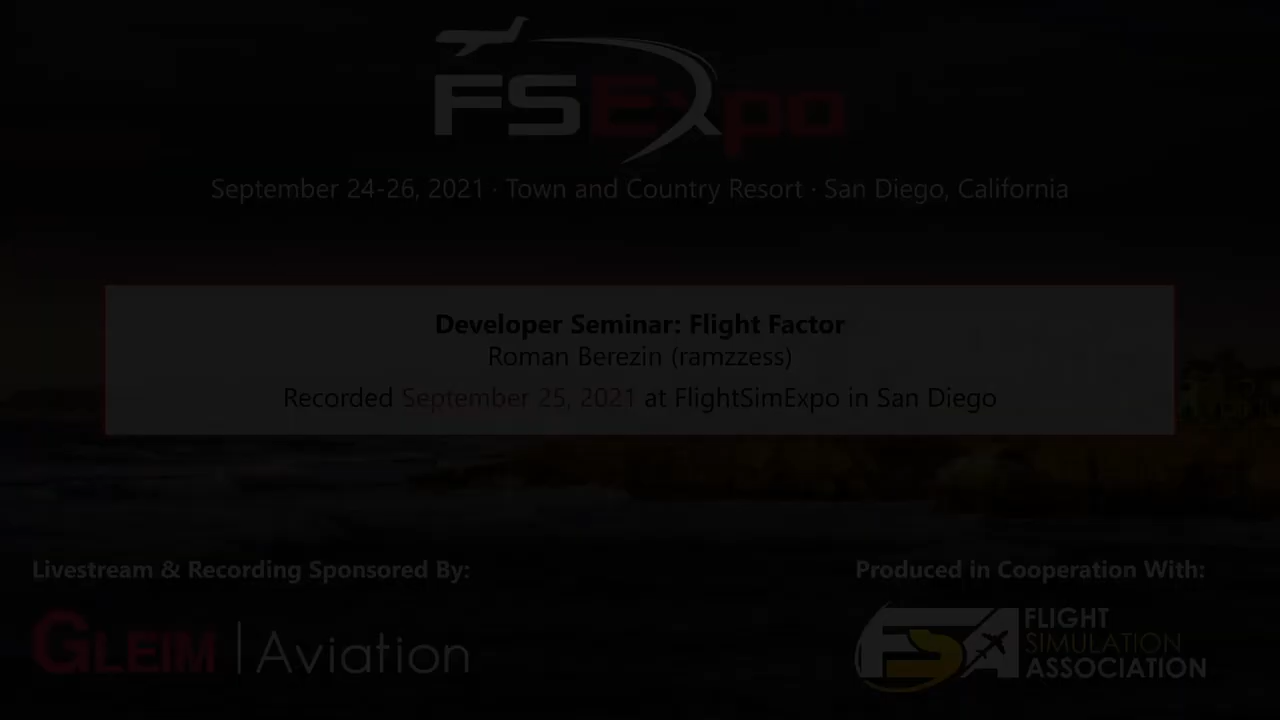 FSExpo
September 24-26, 2021 · Town and Country Resort · San Diego, California
Developer Seminar: Flight Factor
Roman Berezin (ramzzess)
Recorded September 25, 2021 at FlightSimExpo in San Diego
Livestream & Recording Sponsored By:
GLEIM | Aviation
Produced in Cooperation With:
FSA FLIGHT
SIMULATION
ASSOCIATION